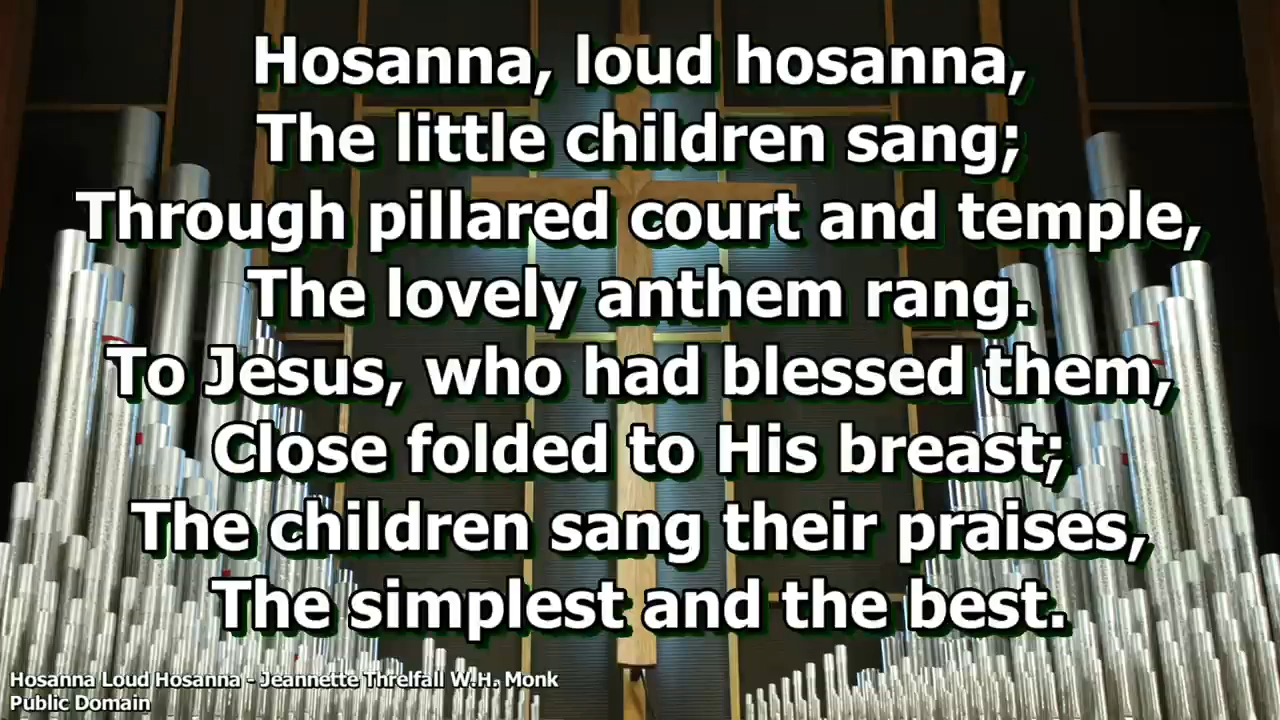 Hosanna, loud hosanna,
The little children sang;
Through pillared court and temple,
The lovely anthem rang.
To Jesus, who had blessed them,
Close folded to His breast;
The children sang their praises,
The simplest and the best.
Hosanna Loud Hosanna - Jeannette Threlfall W.H. Monk
Public Domain